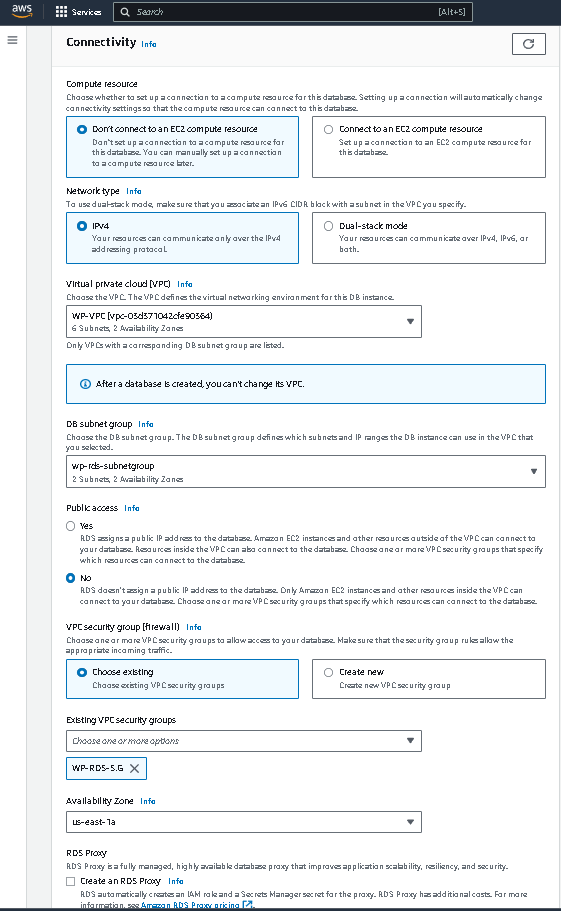 aws
Services
Search
[Alt+S]
Connectivity Info
Compute resource
Choose whether to set up a connection to a compute resource for this database. Setting up a connection will automatically change
connectivity settings so that the compute resource can connect to this database.
Don't connect to an EC2 compute resource
Don't set up a connection to a compute resource for
this database. You can manually set up a connection
to a compute resource later.
Connect to an EC2 compute resource
Set up a connection to an EC2 compute resource for
this database.
Network type Info
To use dual-stack mode, make sure that you associate an IPv6 CIDR block with a subnet in the VPC you specify.
IPv4
Your resources can communicate only over the IPv4
addressing protocol.
Dual-stack mode
Your resources can communicate over IPv4, IPv6, or
both.
Virtual private cloud (VPC) Info
Choose the VPC. The VPC defines the virtual networking environment for this DB instance.
WP-VPC (vpc-03d371042cfe90364)
6 Subnets, 2 Availability Zones
Only VPCs with a corresponding DB subnet group are listed.
After a database is created, you can't change its VPC.
DB subnet group Info
Choose the DB subnet group. The DB subnet group defines which subnets and IP ranges the DB instance can use in the VPC that
you selected.
wp-rds-subnetgroup
2 Subnets, 2 Availability Zones
Public access Info
Yes
RDS assigns a public IP address to the database. Amazon EC2 instances and other resources outside of the VPC can connect to
your database. Resources inside the VPC can also connect to the database. Choose one or more VPC security groups that specify
which resources can connect to the database.
No
RDS doesn't assign a public IP address to the database. Only Amazon EC2 instances and other resources inside the VPC can
connect to your database. Choose one or more VPC security groups that specify which resources can connect to the database.
VPC security group (firewall) Info
Choose one or more VPC security groups to allow access to your database. Make sure that the security group rules allow the
appropriate incoming traffic.
Choose existing
Choose existing VPC security groups
Create new
Create new VPC security group
Existing VPC security groups
Choose one or more options
WP-RDS-S.G
Availability Zone Info
us-east-1a
RDS Proxy
RDS Proxy is a fully managed, highly available database proxy that improves application scalability, resiliency, and security.
Create an RDS Proxy Info
RDS automatically creates an IAM role and a Secrets Manager secret for the proxy. RDS Proxy has additional costs. For more
information, see Amazon RDS Proxy pricing.